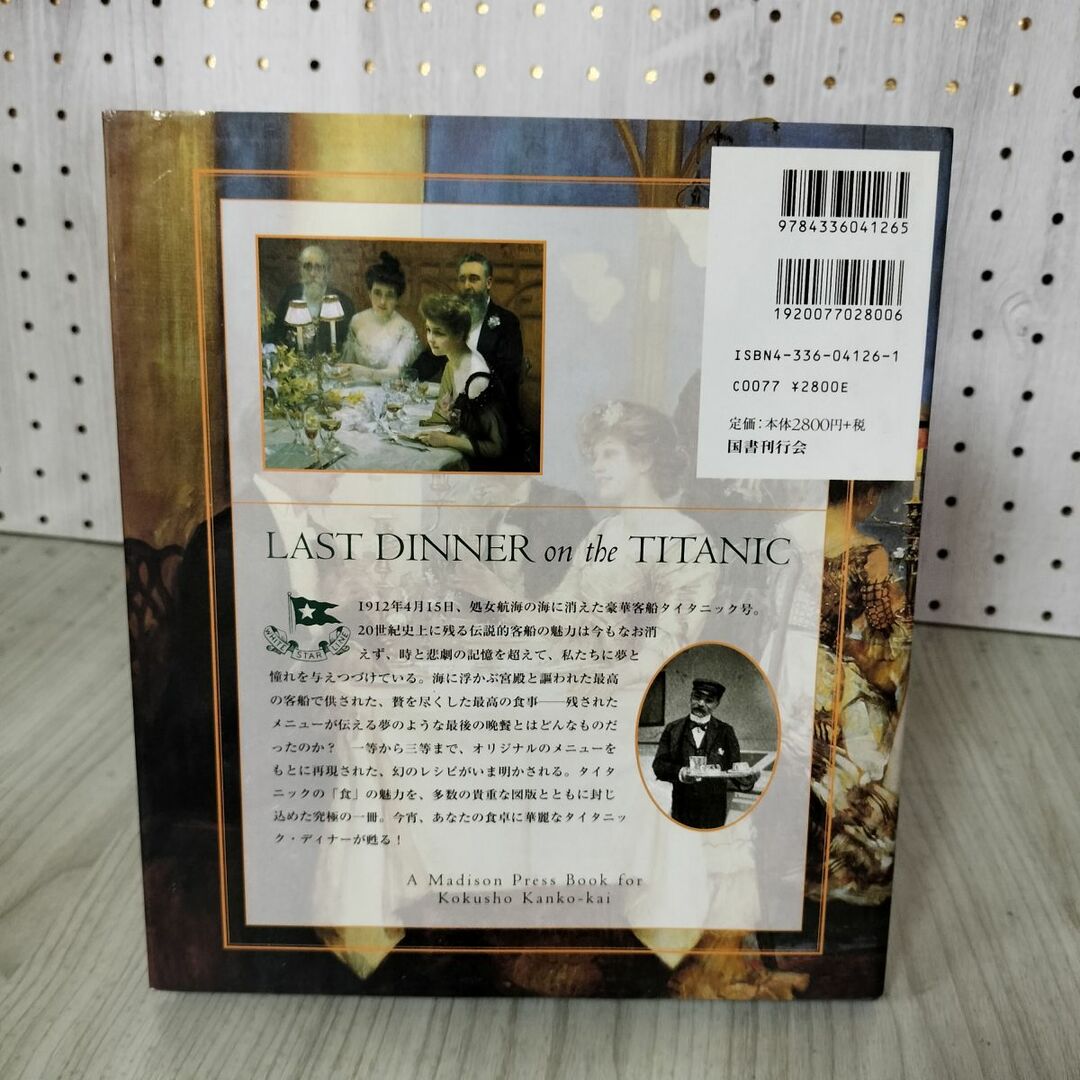 9784336041265
1920077028006
ISBN4-336-04126-1
C0077 ¥2800E
定価:本体2800円+税
国書刊行会
LAST DINNER on the TITANIC
WHITE STAR LINE
1912年4月15日、処女航海の海に消えた豪華客船タイタニック号。
20世紀史上に残る伝説的客船の魅力は今もなお消
えず、時と悲劇の記憶を超えて、私たちに夢と
憧れを与えつづけている。海に浮かぶ宮殿と謳われた最高
の客船で供された、贅を尽くした最高の食事──残された
メニューが伝える夢のような最後の晩餐とはどんなものだ
ったのか? 一等から三等まで、オリジナルのメニューを
もとに再現された、幻のレシピがいま明かされる。タイタ
ニックの「食」の魅力を、多数の貴重な図版とともに封じ
込めた究極の一冊。今宵、あなたの食卓に華麗なタイタニッ
ク・ディナーが甦る!
A Madison Press Book for
Kokusho Kanko-kai